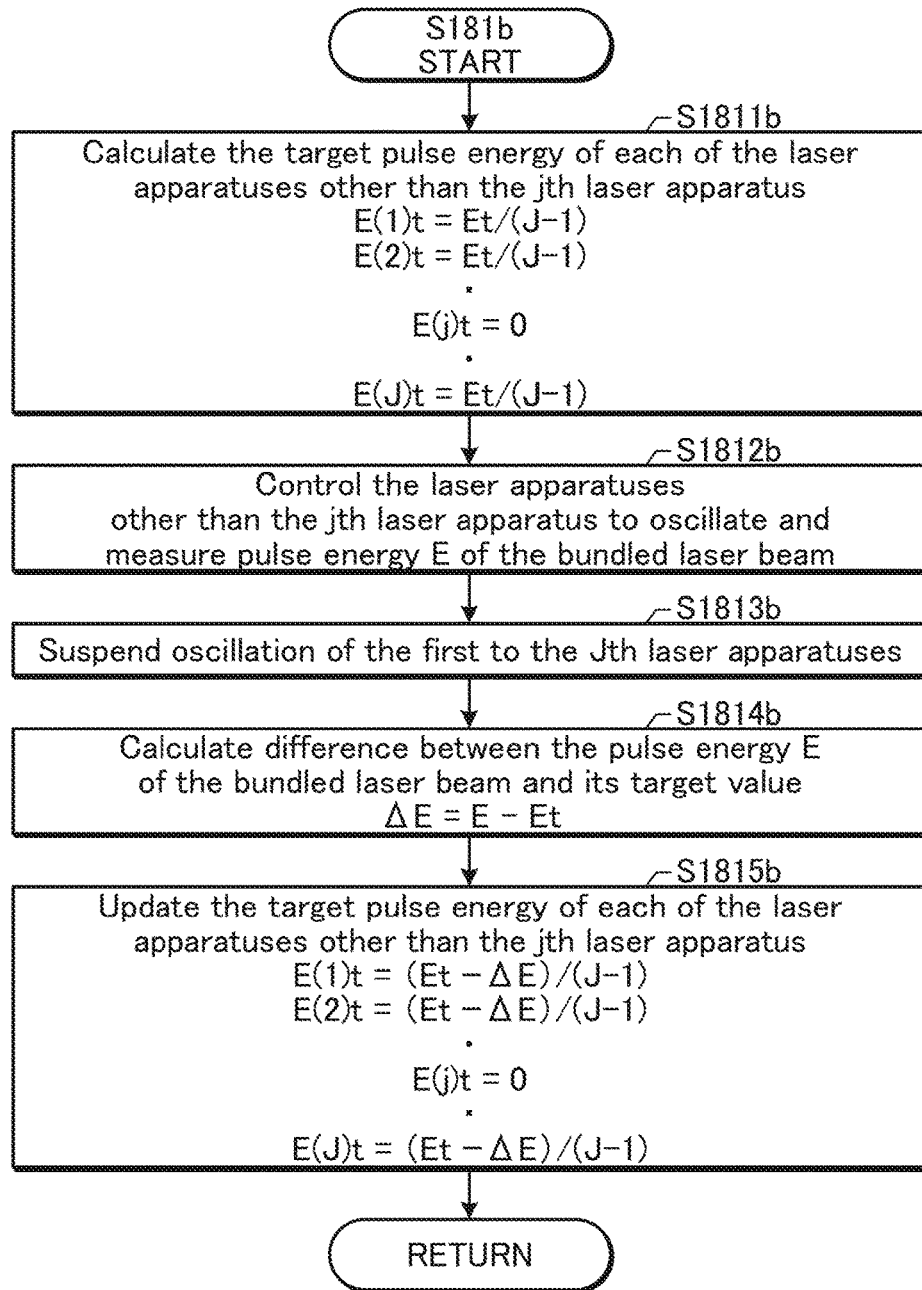 S181b
START
S1811b
Calculate the target pulse energy of each of the laser
apparatuses other than the jth laser apparatus
E(1)t = Et/(J-1)
E(2)t = Et/(J-1)
·
E(j)t = 0
·
E(J)t = Et/(J-1)
S1812b
Control the laser apparatuses
other than the jth laser apparatus to oscillate and
measure pulse energy E of the bundled laser beam
S1813b
Suspend oscillation of the first to the Jth laser apparatuses
S1814b
Calculate difference between the pulse energy E
of the bundled laser beam and its target value
ΔE = E - Et
S1815b
Update the target pulse energy of each of the laser
apparatuses other than the jth laser apparatus
E(1)t = (Et - ΔE)/(J-1)
E(2)t = (Et - ΔE)/(J-1)
·
E(j)t = 0
·
E(J)t = (Et - ΔE)/(J-1)
RETURN